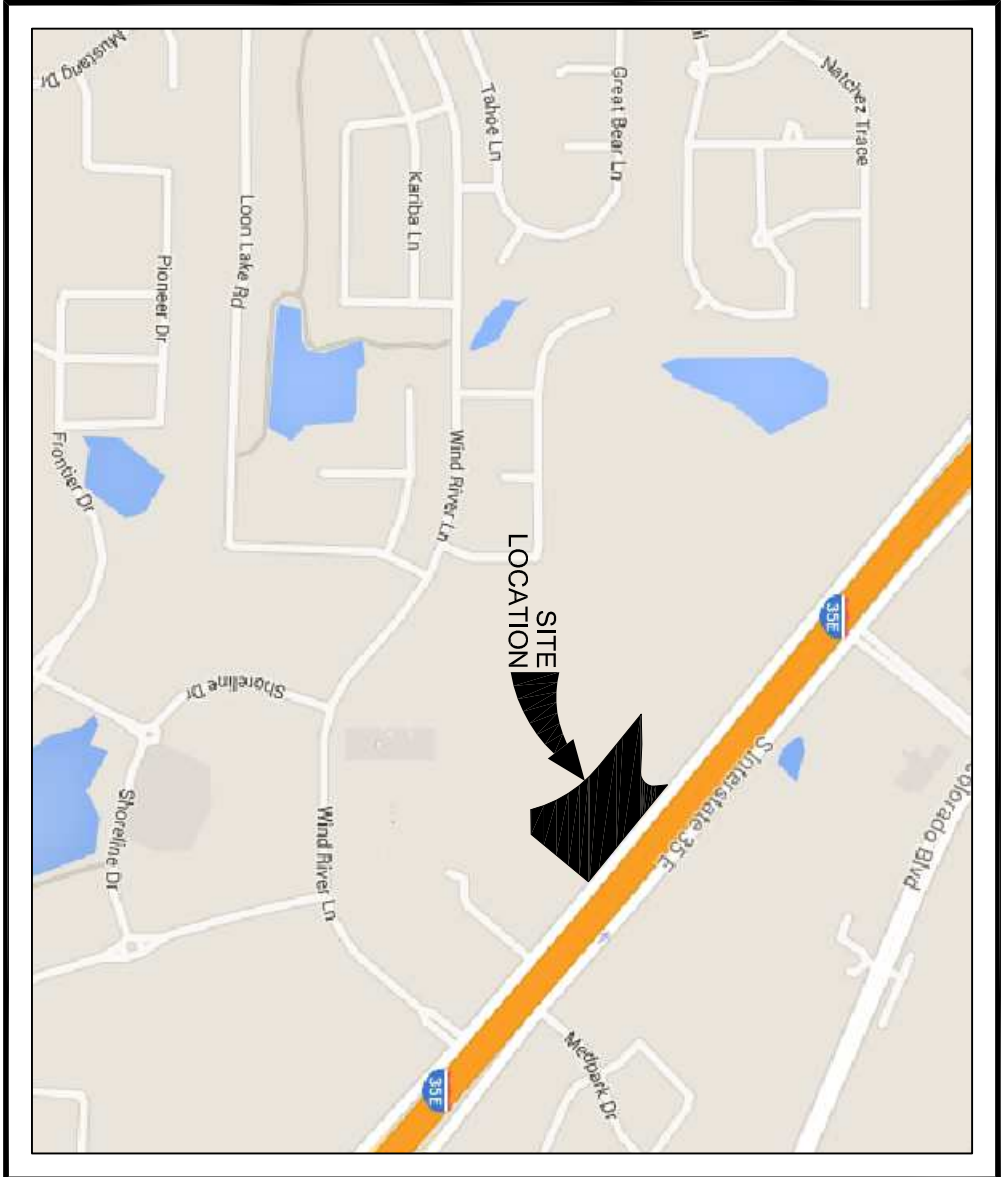 Natchez Trace
Great Bear Ln
Tahoe Ln
Kariba Ln
Loon Lake Rd
Pioneer Dr
Mustang Dr
Wind River Ln
Frontier Dr
SITE
LOCATION
35E
S Interstate 35 E
Colorado Blvd
Shoreline Dr
Shoreline Dr
Wind River Ln
Medpark Dr
35E